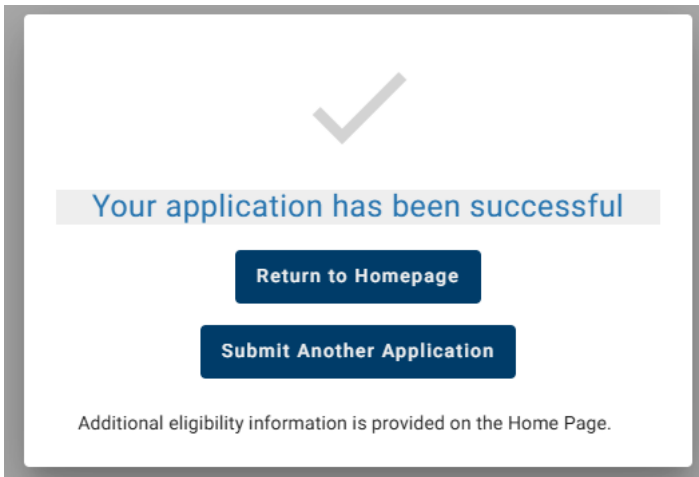 Your application has been successful
Return to Homepage
Submit Another Application
Additional eligibility information is provided on the Home Page.